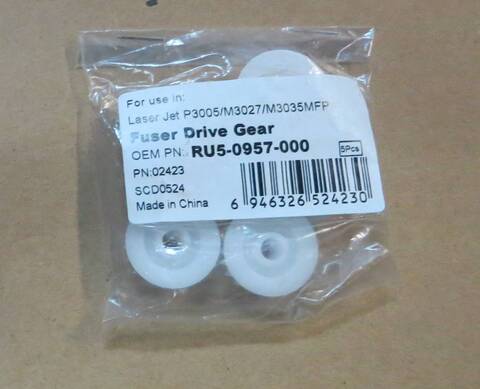 For use in:
Laser Jet P3005/M3027/M3035MFP
Fuser Drive Gear
OEM PN: RU5-0957-000
5Pcs
PN:02423
SCD0524
Made in China
6 946326 524230